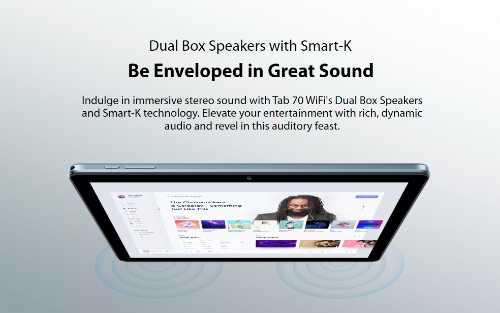 Dual Box Speakers with Smart-K
Be Enveloped in Great Sound
Indulge in immersive stereo sound with Tab 70 WiFi's Dual Box Speakers
and Smart-K technology. Elevate your entertainment with rich, dynamic
audio and revel in this auditory feast.